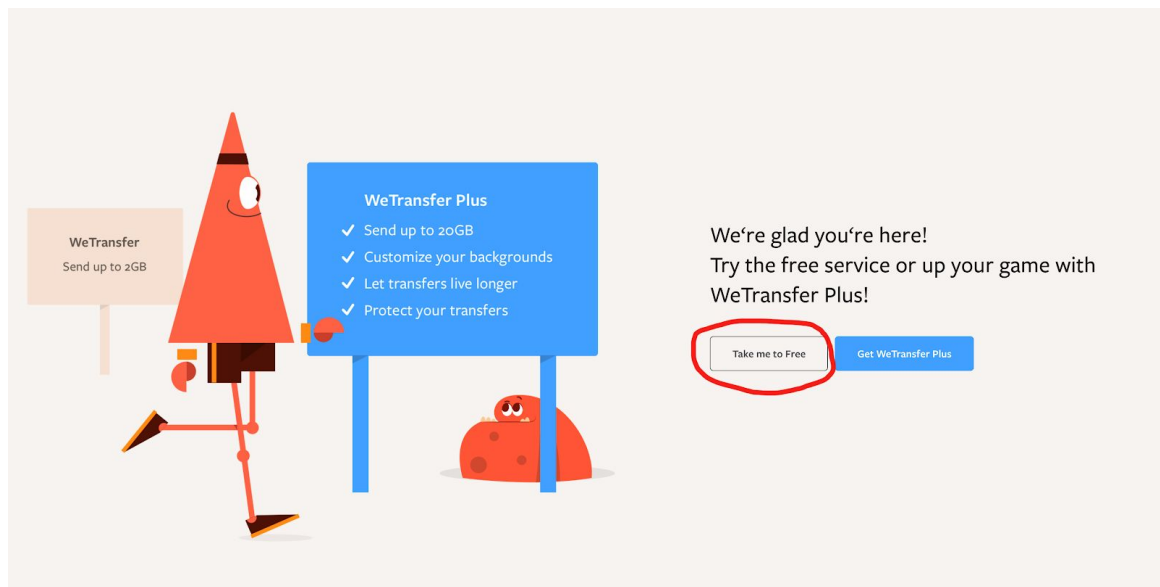 WeTransfer
Send up to 2GB
WeTransfer Plus
Send up to 20GB
Customize your backgrounds
Let transfers live longer
Protect your transfers
We‘re glad you‘re here!
Try the free service or up your game with
WeTransfer Plus!
Take me to Free
Get WeTransfer Plus